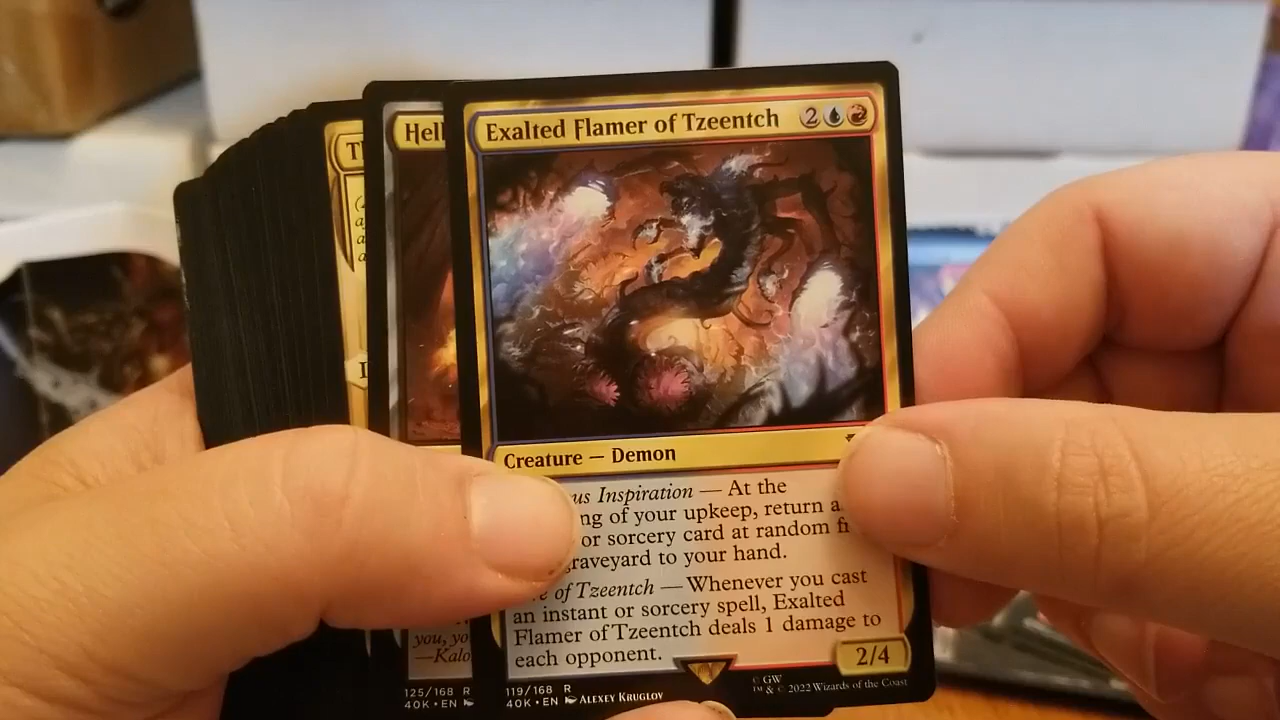 Exalted Flamer of Tzeentch 2
Creature — Demon
us Inspiration — At the
ng of your upkeep, return a
or sorcery card at random f
graveyard to your hand.
of Tzeentch — Whenever you cast
an instant or sorcery spell, Exalted
Flamer of Tzeentch deals 1 damage to
each opponent.
2/4
119/168 R
40K • EN ALEXEY KRUGLOV
© GW
™ & © 2022 Wizards of the Coast
Hell
you, yo
—Kalo
125/168 R
40K • EN